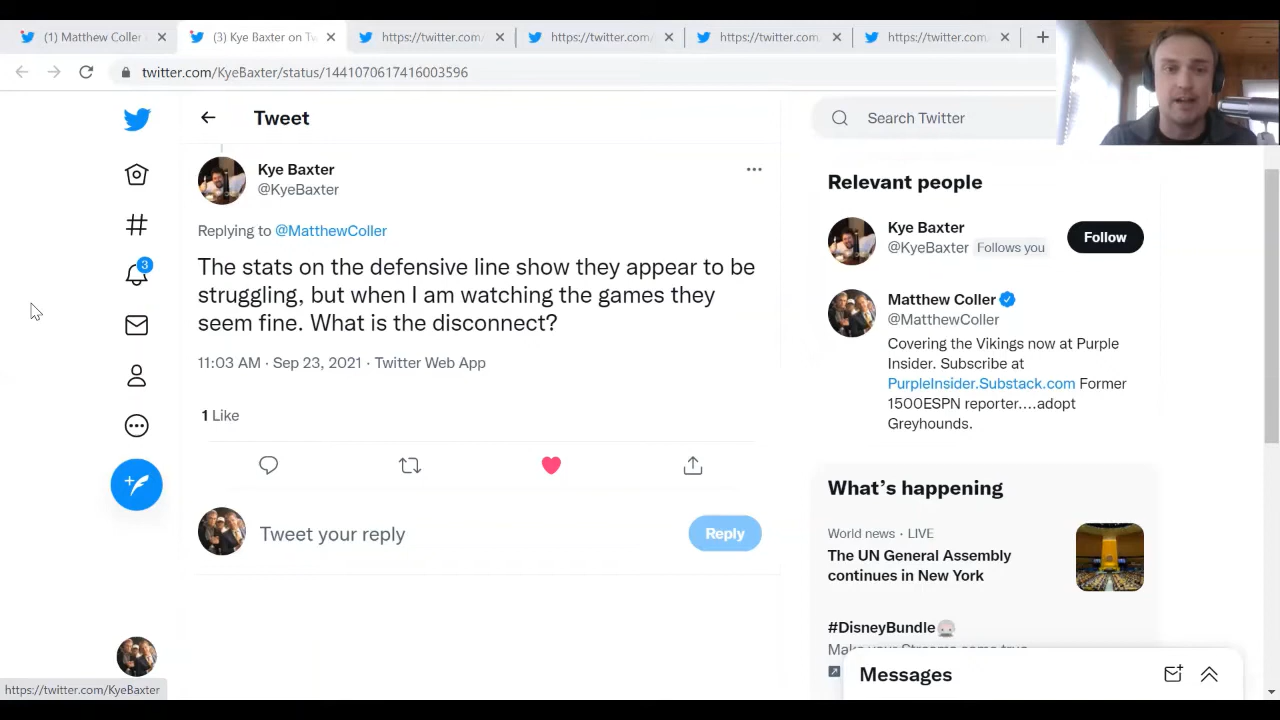 (1) Matthew Coller
(3) Kye Baxter on Tw
https://twitter.com/
https://twitter.com/
https://twitter.com
https://twitter.com/
twitter.com/KyeBaxter/status/1441070617416003596
Tweet
Search Twitter
Kye Baxter
@KyeBaxter
Replying to @MatthewColler
The stats on the defensive line show they appear to be
struggling, but when I am watching the games they
seem fine. What is the disconnect?
11:03 AM · Sep 23, 2021 · Twitter Web App
1 Like
Tweet your reply
Reply
3
Relevant people
Kye Baxter
@KyeBaxter Follows you
Follow
Matthew Coller
@MatthewColler
Covering the Vikings now at Purple
Insider. Subscribe at
PurpleInsider.Substack.com Former
1500ESPN reporter....adopt
Greyhounds.
What's happening
World news · LIVE
The UN General Assembly
continues in New York
#DisneyBundle
Messages
https://twitter.com/KyeBaxter